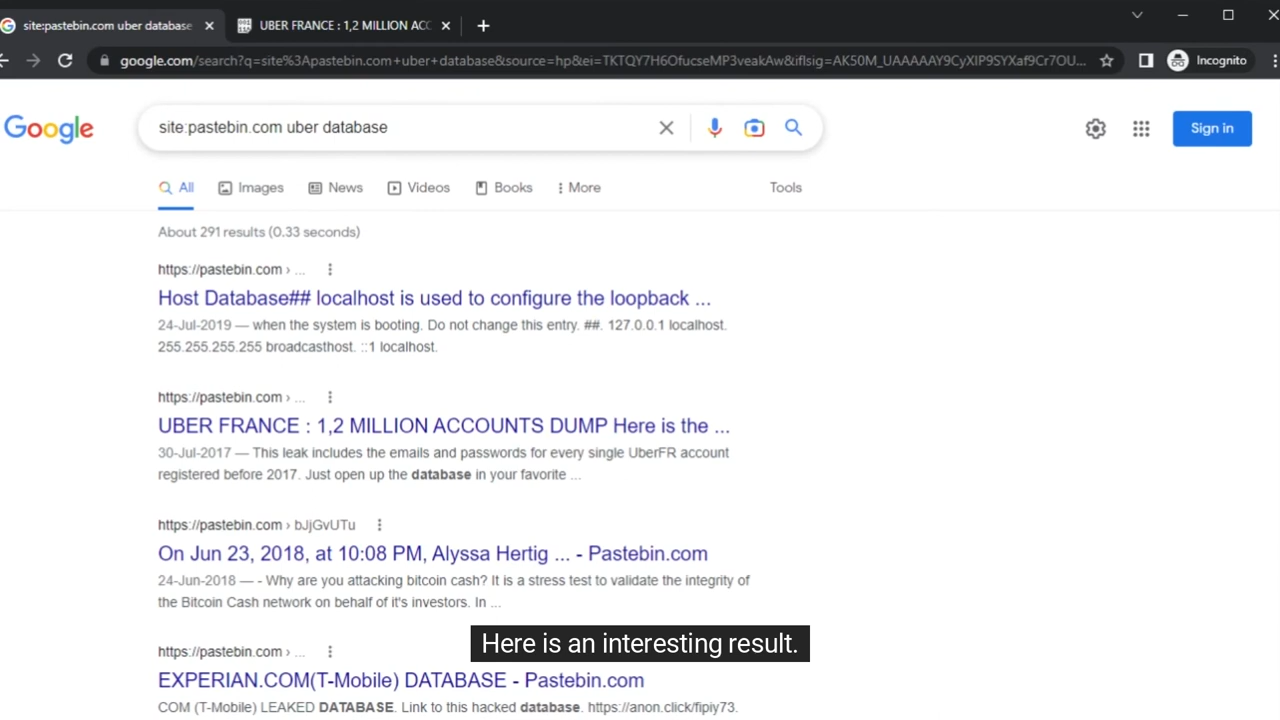 site:pastebin.com uber database
UBER FRANCE : 1,2 MILLION ACC
google.com/search?q=site%3Apastebin.com+uber+database&source=hp&ei=TKTQY7H6OfucseMP3veakAw&iflsig=AK50M_UAAAAAY9CyXIP9SYXaf9Cr7OU...
Incognito
Google
site:pastebin.com uber database
Sign in
All
Images
News
Videos
Books
More
Tools
About 291 results (0.33 seconds)
https://pastebin.com › ...
Host Database## localhost is used to configure the loopback ...
24-Jul-2019 — when the system is booting. Do not change this entry. ##. 127.0.0.1 localhost.
255.255.255.255 broadcasthost. ::1 localhost.
https://pastebin.com › ...
UBER FRANCE : 1,2 MILLION ACCOUNTS DUMP Here is the ...
30-Jul-2017 — This leak includes the emails and passwords for every single UberFR account
registered before 2017. Just open up the database in your favorite ...
https://pastebin.com › bJjGvUTu
On Jun 23, 2018, at 10:08 PM, Alyssa Hertig ... - Pastebin.com
24-Jun-2018 — - Why are you attacking bitcoin cash? It is a stress test to validate the integrity of
the Bitcoin Cash network on behalf of it's investors. In ...
Here is an interesting result.
https://pastebin.com › ...
EXPERIAN.COM(T-Mobile) DATABASE - Pastebin.com
COM (T-Mobile) LEAKED DATABASE. Link to this hacked database. https://anon.click/fipiy73.